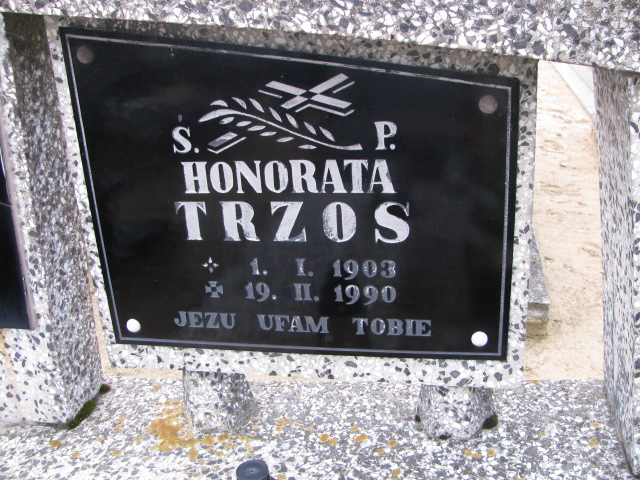 Ś. P.
HONORATA
TRZOS
1. I. 1903
19. II. 1990
JEZU UFAM TOBIE